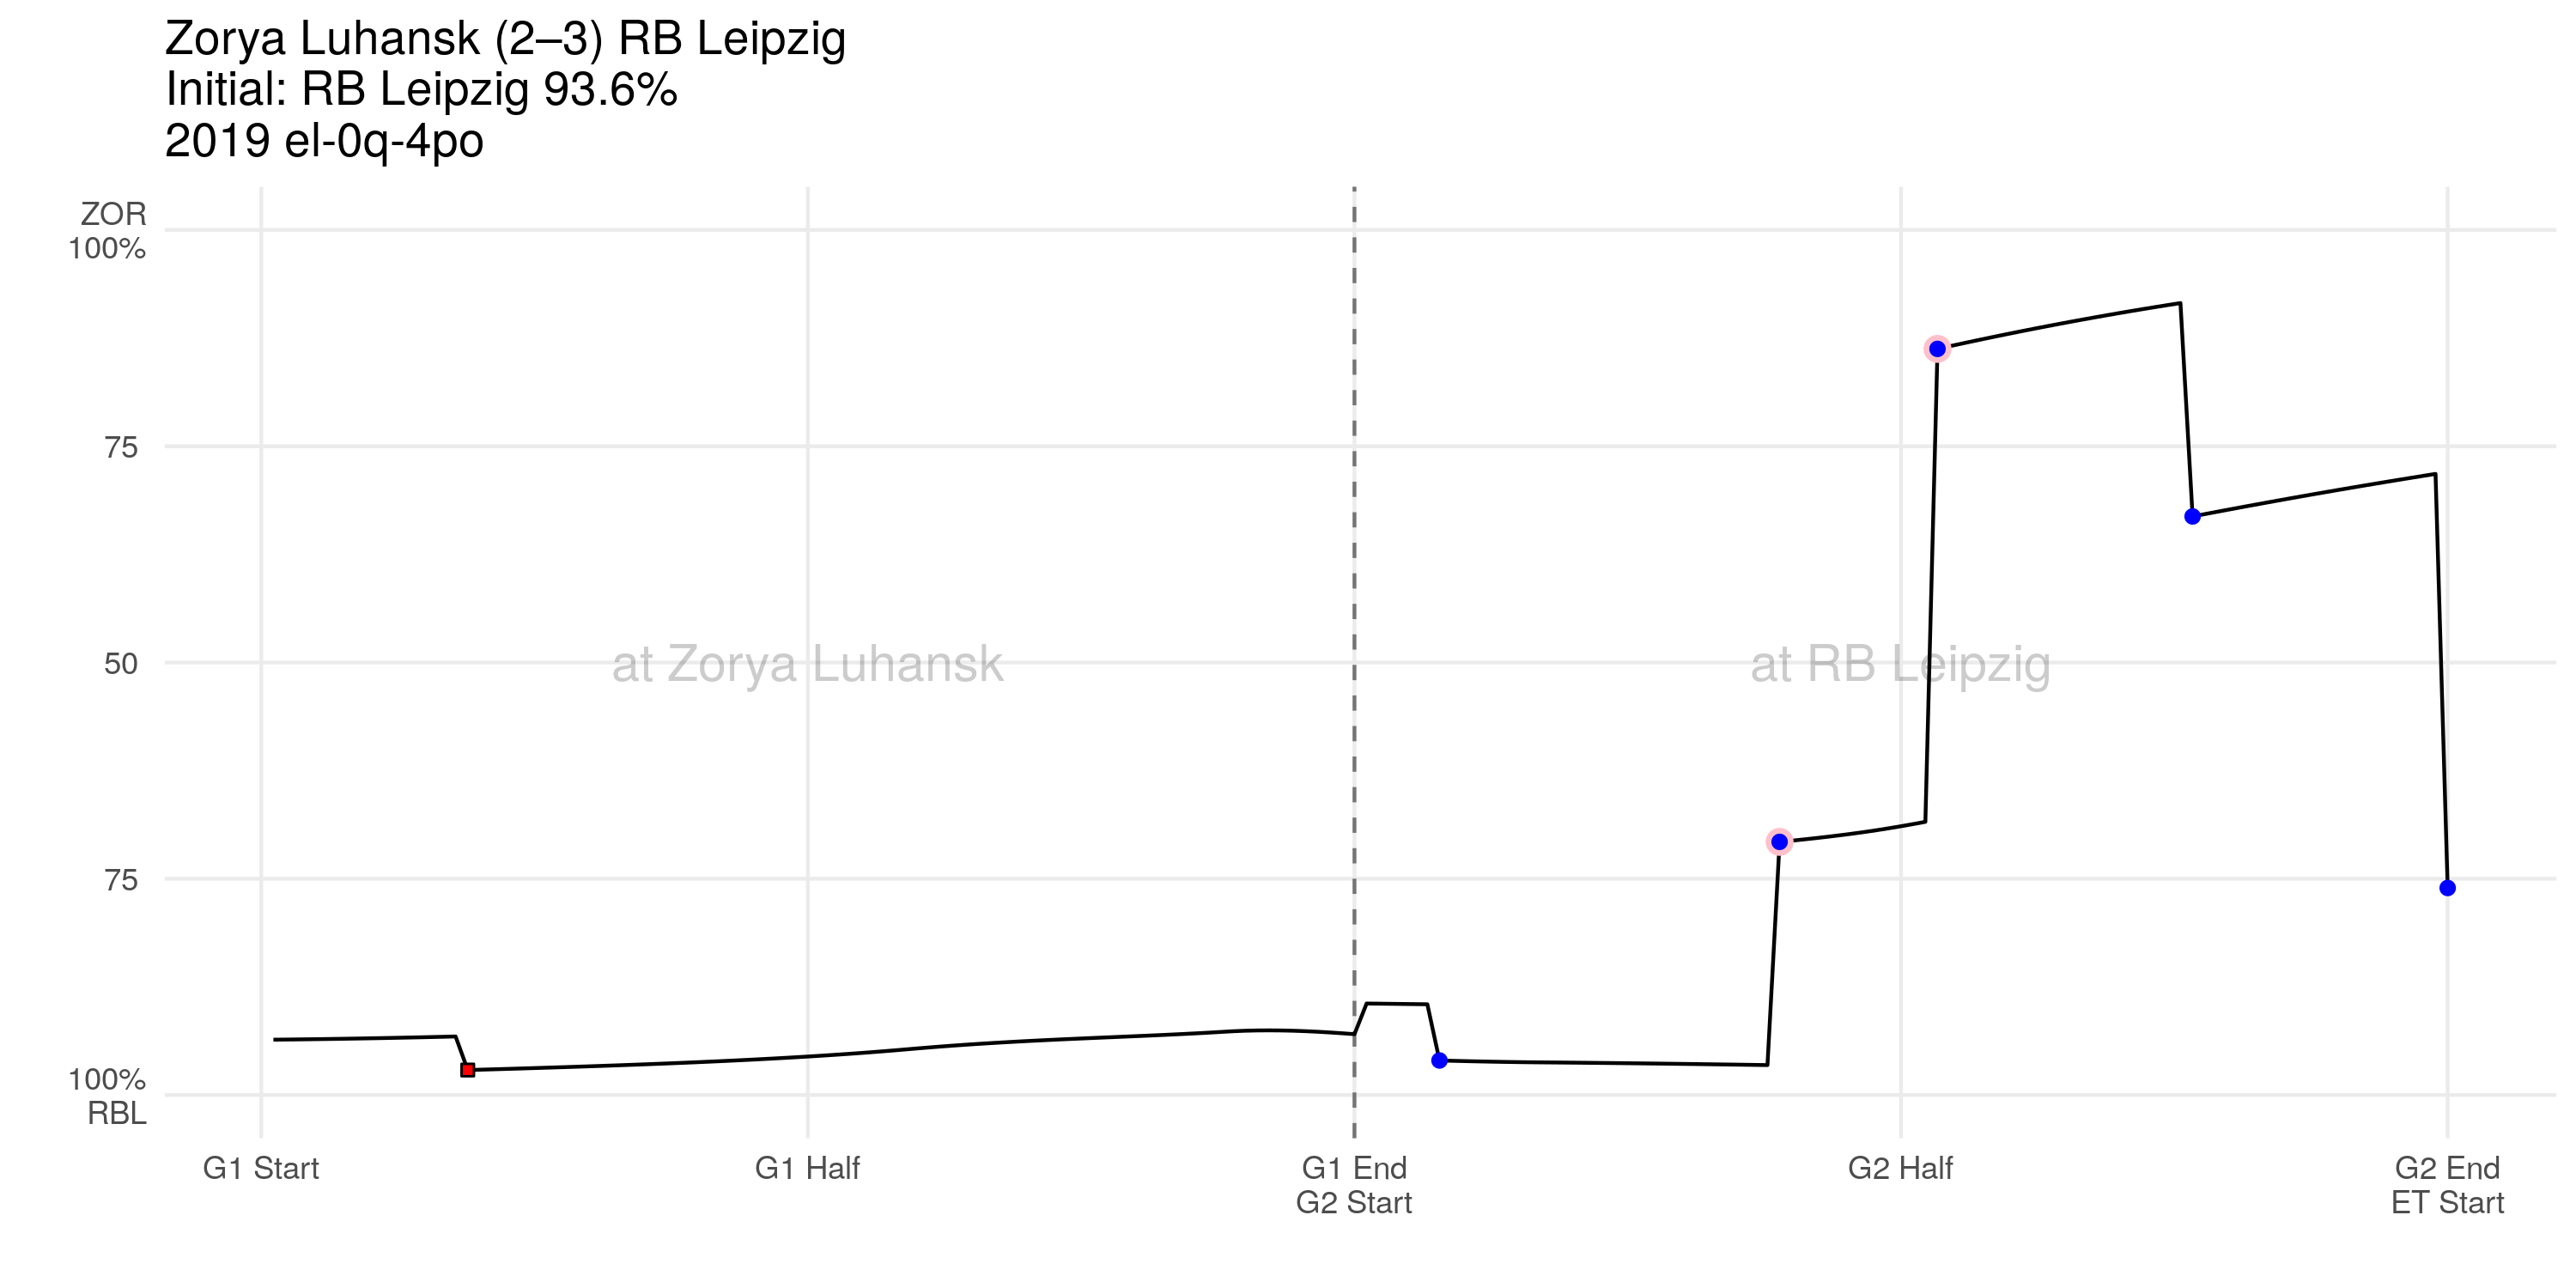 Zorya Luhansk (2–3) RB Leipzig
Initial: RB Leipzig 93.6%
2019 el-0q-4po
ZOR
100%
75
50
75
100%
RBL
at Zorya Luhansk
at RB Leipzig
G1 Start
G1 Half
G1 End
G2 Start
G2 Half
G2 End
ET Start